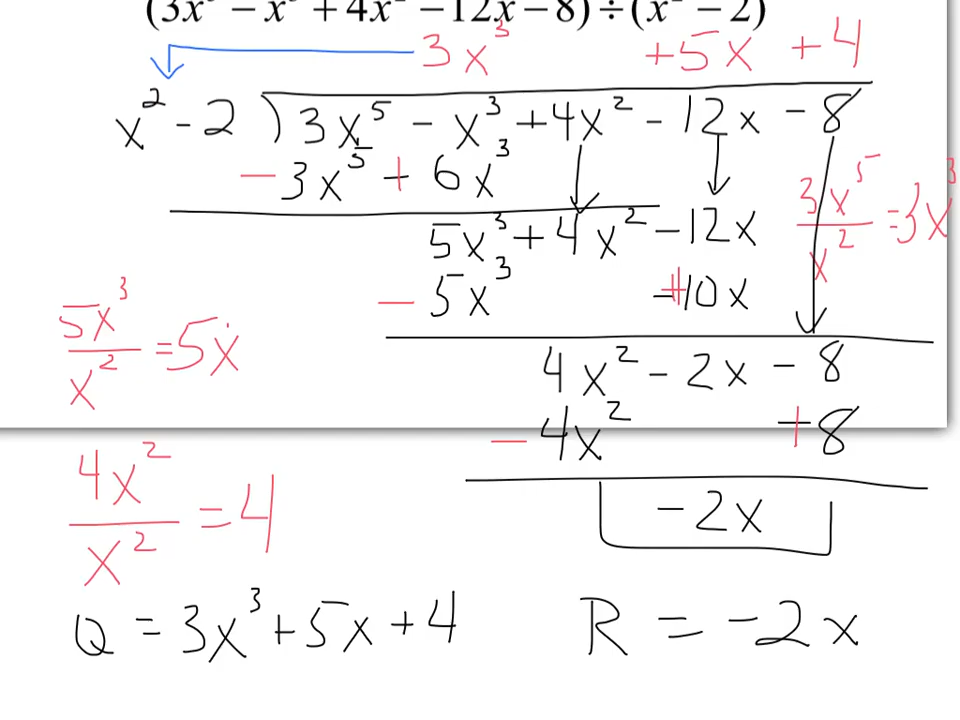 (3x⁵ − x³ + 4x² − 12x − 8) ÷ (x² − 2)
3x³ +5x +4
x² - 2 ) 3x⁵ - x³ + 4x² - 12x - 8
- 3x⁵ + 6x³
5x³ + 4x² - 12x
3x⁵/x² = 3x³
- 5x³ + 10x
5x³/x² = 5x
4x² - 2x - 8
- 4x² + 8
4x²/x² = 4
- 2x
Q = 3x³ + 5x + 4 R = -2x